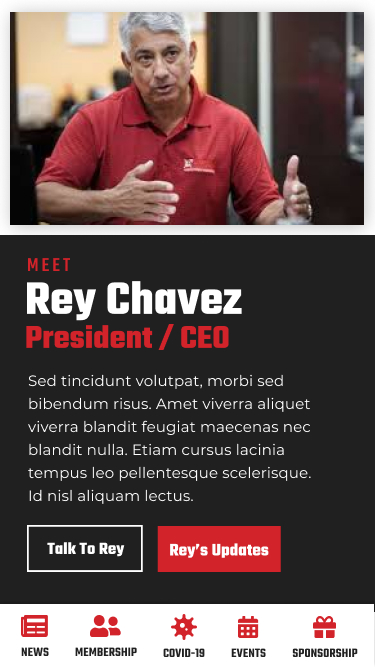 MEET
Rey Chavez
President / CEO
Sed tincidunt volutpat, morbi sed
bibendum risus. Amet viverra aliquet
viverra blandit feugiat maecenas nec
blandit nulla. Etiam cursus lacinia
tempus leo pellentesque scelerisque.
Id nisl aliquam lectus.
Talk To Rey
Rey's Updates
NEWS
MEMBERSHIP
COVID-19
EVENTS
SPONSORSHIP